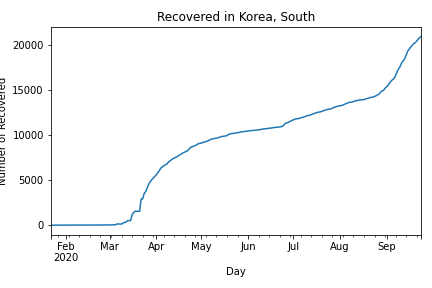 Recovered in Korea, South
Number of Recovered
20000
15000
10000
5000
0
Feb Mar Apr May Jun Jul Aug Sep
2020
Day